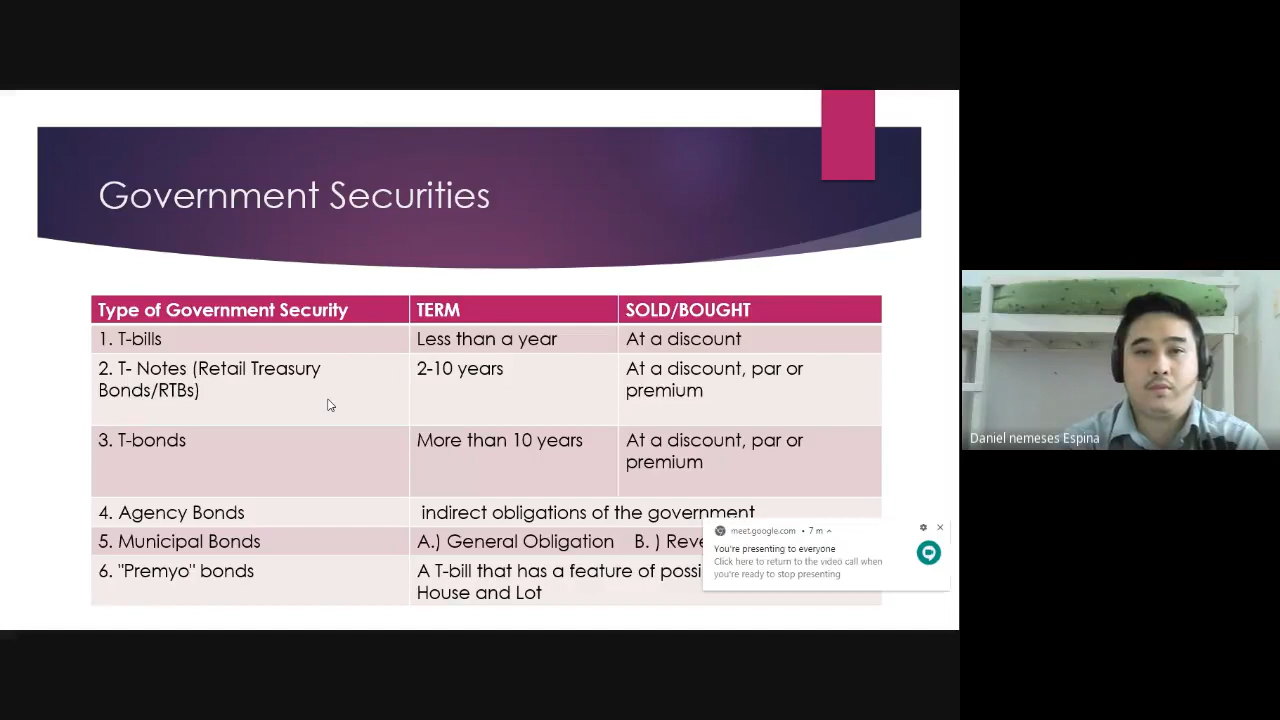 Government Securities
Type of Government Security
TERM
SOLD/BOUGHT
1. T-bills
Less than a year
At a discount
2. T- Notes (Retail Treasury
Bonds/RTBs)
2-10 years
At a discount, par or
premium
3. T-bonds
More than 10 years
At a discount, par or
premium
4. Agency Bonds
indirect obligations of the government
5. Municipal Bonds
A.) General Obligation B. )
6. "Premyo" bonds
A T-bill that has a feature of
House and Lot
meet.google.com • 7 m
You're presenting to everyone
Click here to return to the video call when
you're ready to stop presenting
Daniel nemeses Espina